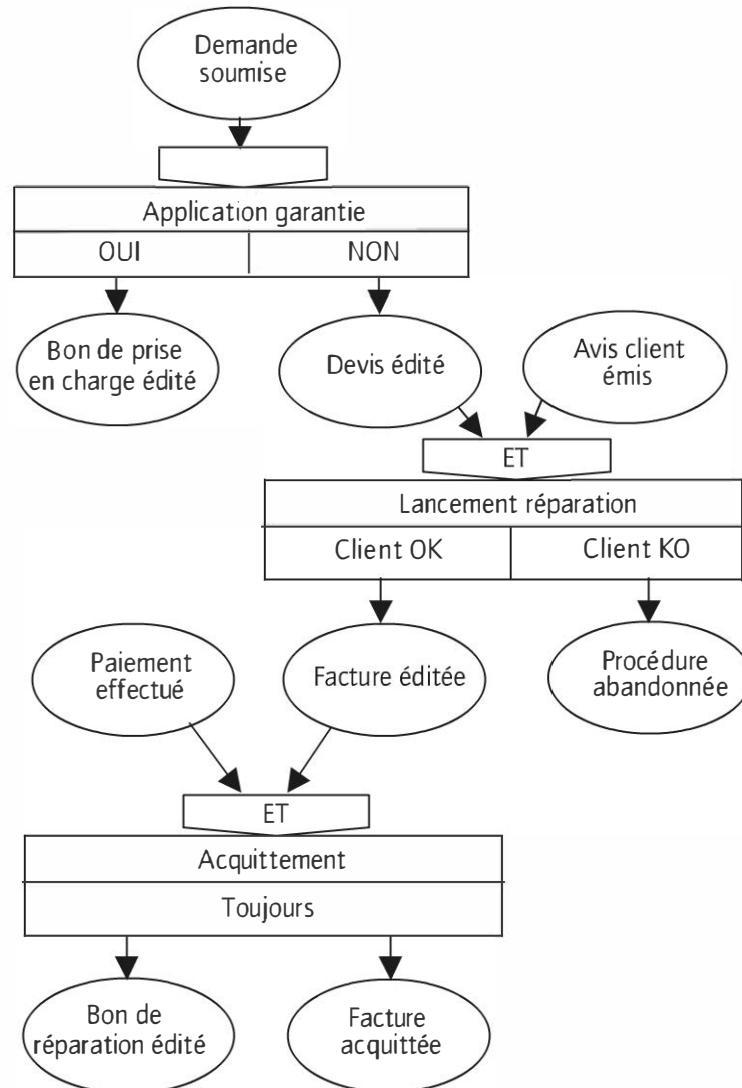 Demande
soumise
Application garantie
OUI
NON
Bon de prise
en charge édité
Devis édité
Avis client
émis
ET
Lancement réparation
Client OK
Client KO
Paiement
effectué
Facture éditée
Procédure
abandonnée
ET
Acquittement
Toujours
Bon de
réparation édité
Facture
acquittée